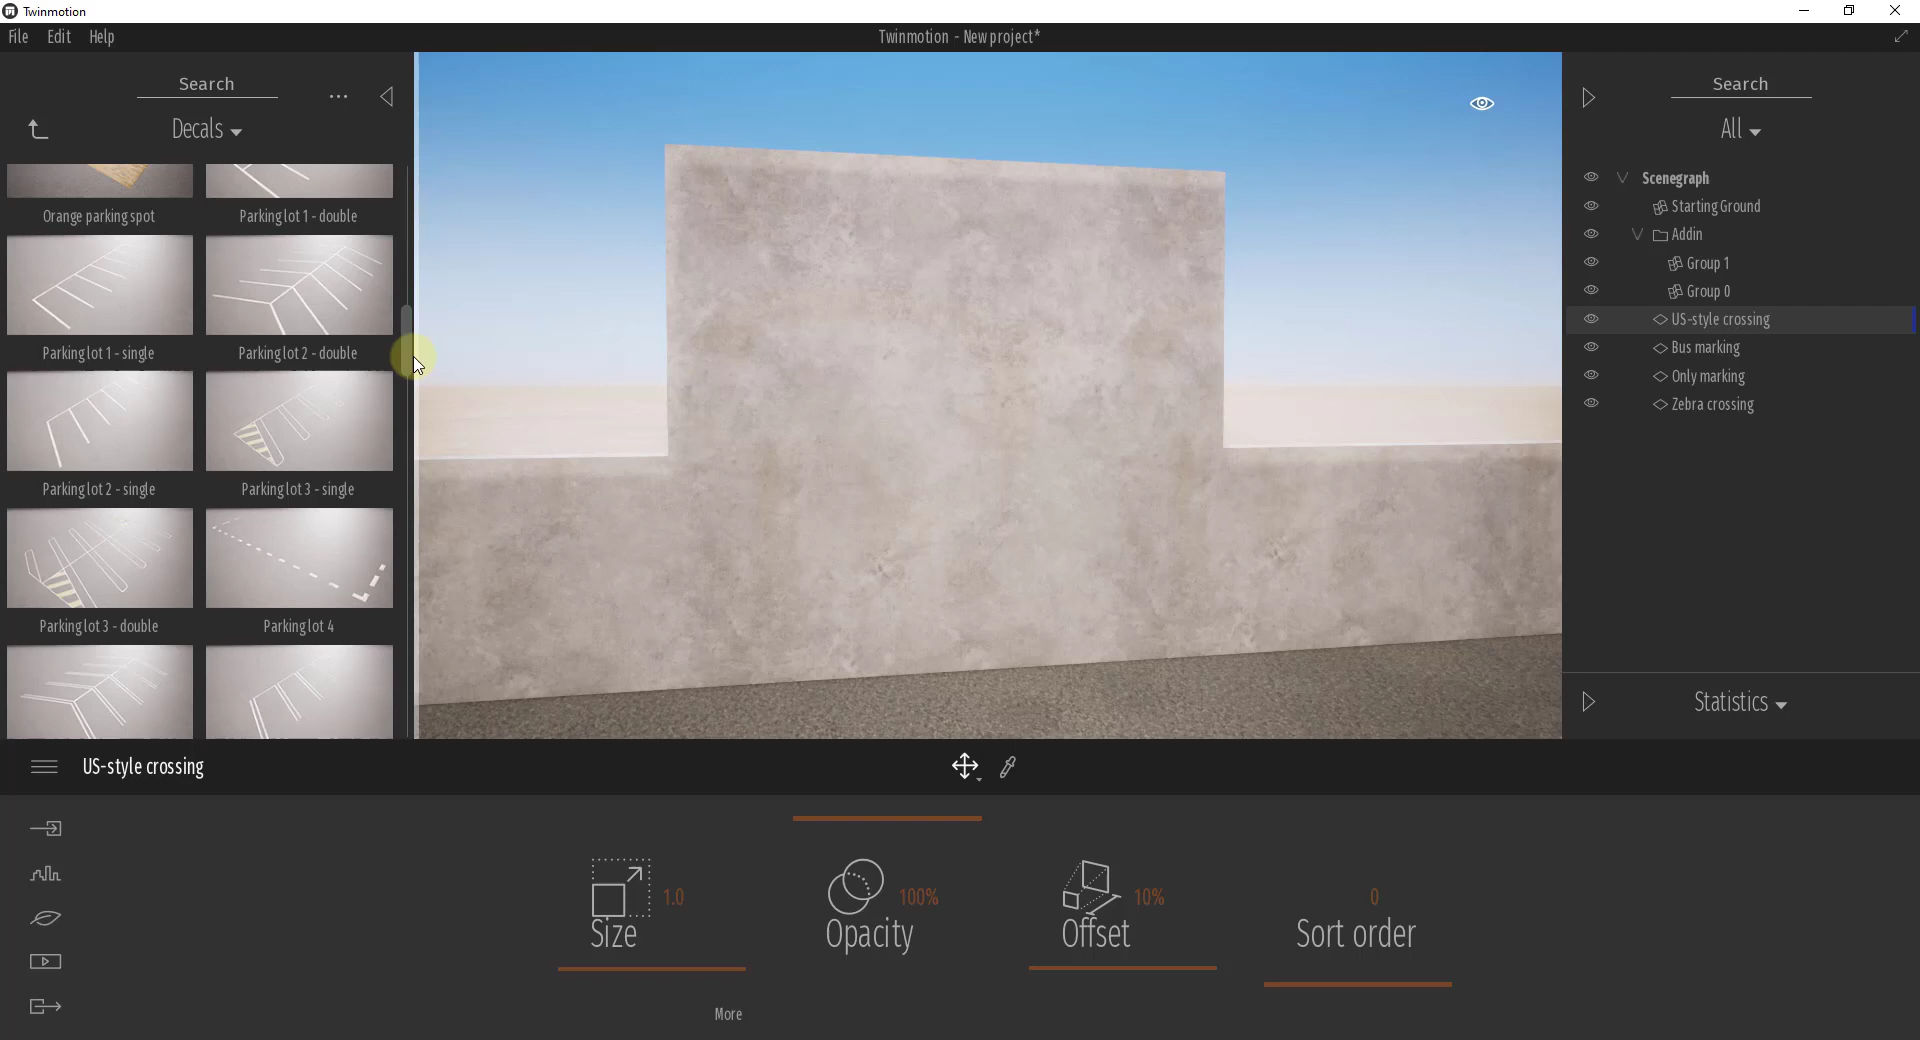 Twinmotion
File Edit Help
Twinmotion - New project*
Search
...
Decals
Orange parking spot
Parking lot 1 - double
Parking lot 1 - single
Parking lot 2 - double
Parking lot 2 - single
Parking lot 3 - single
Parking lot 3 - double
Parking lot 4
Search
All
Scenegraph
Starting Ground
Addin
Group 1
Group 0
US-style crossing
Bus marking
Only marking
Zebra crossing
Statistics
US-style crossing
1.0
Size
100%
Opacity
10%
Offset
0
Sort order
More